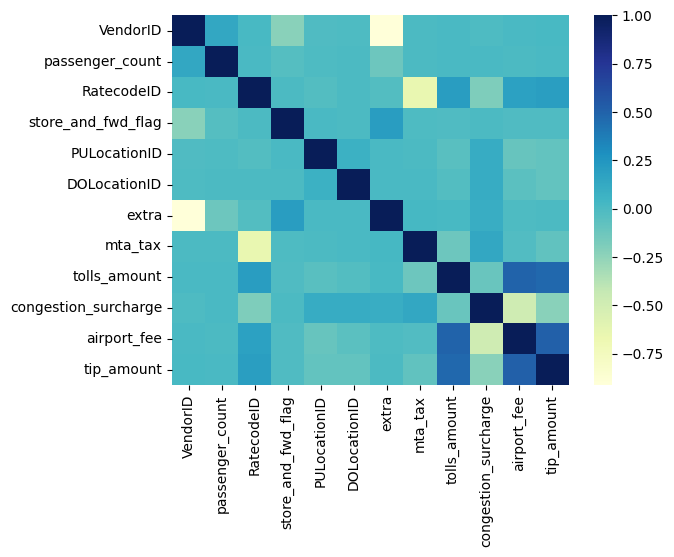 VendorID
passenger_count
RatecodeID
store_and_fwd_flag
PULocationID
DOLocationID
extra
mta_tax
tolls_amount
congestion_surcharge
airport_fee
tip_amount
VendorID
passenger_count
RatecodeID
store_and_fwd_flag
PULocationID
DOLocationID
extra
mta_tax
tolls_amount
congestion_surcharge
airport_fee
tip_amount
1.00
0.75
0.50
0.25
0.00
−0.25
−0.50
−0.75